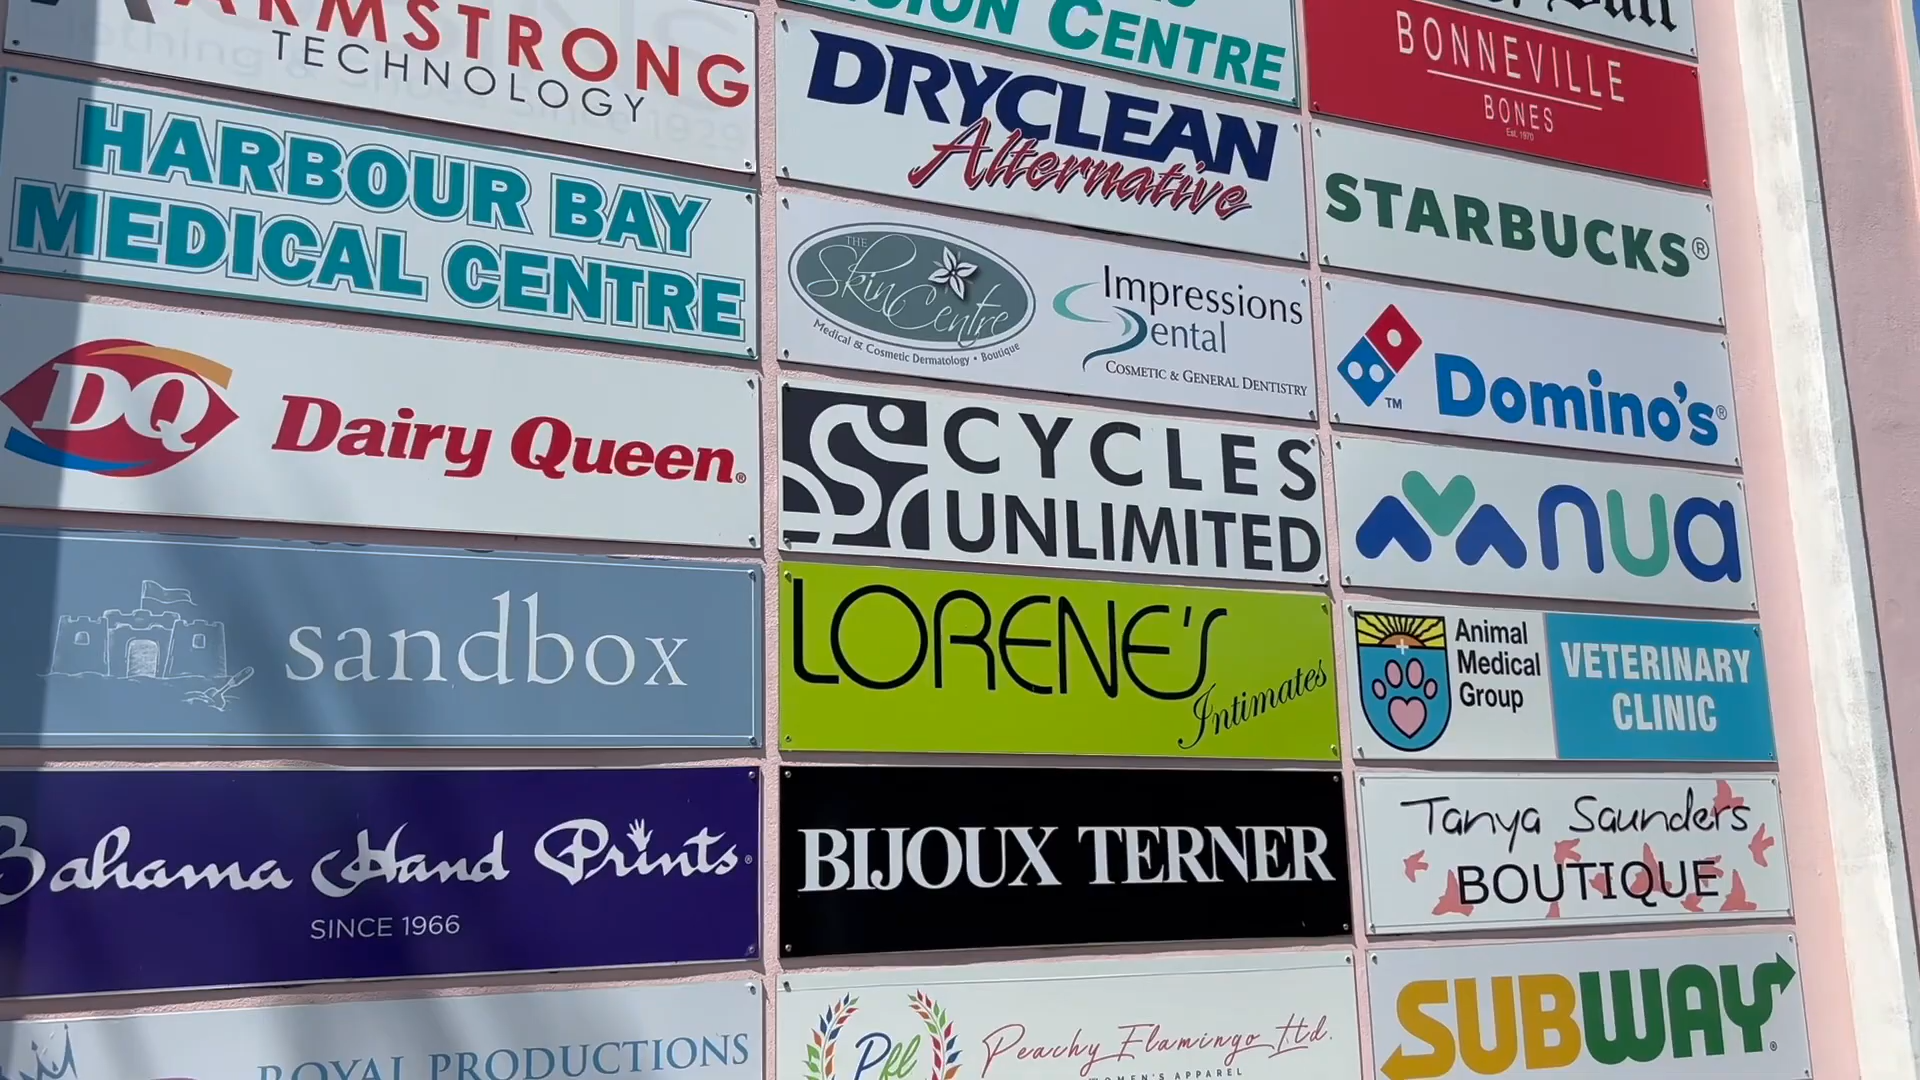 ARMSTRONG
TECHNOLOGY
HARBOUR BAY
MEDICAL CENTRE
DQ Dairy Queen®
sandbox
Bahama Hand Prints®
SINCE 1966
ROYAL PRODUCTIONS
CENTRE
DRYCLEAN
Alternative
THE
Skin Centre
Medical & Cosmetic Dermatology • Boutique
Impressions
Dental
COSMETIC & GENERAL DENTISTRY
CYCLES
UNLIMITED
LORENE'S
Intimates
BIJOUX TERNER
Pfl Peachy Flamingo Ltd.
WOMEN'S APPAREL
BONNEVILLE
BONES
Est. 1970
STARBUCKS®
Domino's®
TM
nua
Animal
Medical
Group
VETERINARY
CLINIC
Tanya Saunders
BOUTIQUE
SUBWAY®